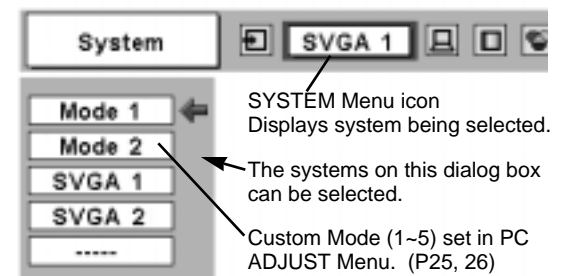 System
SVGA 1
Mode 1
Mode 2
SVGA 1
SVGA 2
-----
SYSTEM Menu icon
Displays system being selected.
The systems on this dialog box
can be selected.
Custom Mode (1~5) set in PC
ADJUST Menu. (P25, 26)